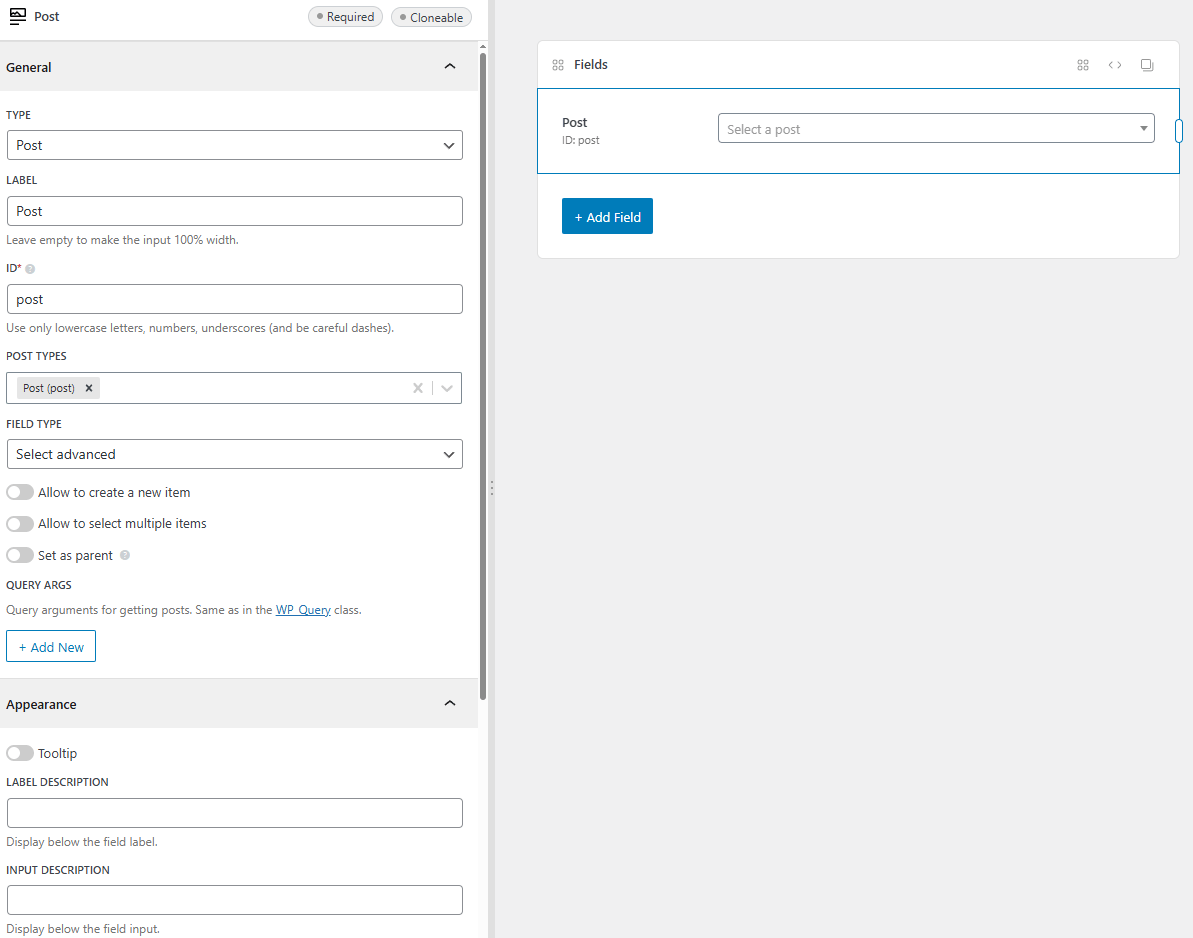 Post
Required
Cloneable
General
TYPE
Post
LABEL
Post
Leave empty to make the input 100% width.
ID*
post
Use only lowercase letters, numbers, underscores (and be careful dashes).
POST TYPES
Post (post)
FIELD TYPE
Select advanced
Allow to create a new item
Allow to select multiple items
Set as parent
QUERY ARGS
Query arguments for getting posts. Same as in the WP_Query class.
+ Add New
Appearance
Tooltip
LABEL DESCRIPTION
Display below the field label.
INPUT DESCRIPTION
Display below the field input.
Fields
Post
ID: post
Select a post
+ Add Field